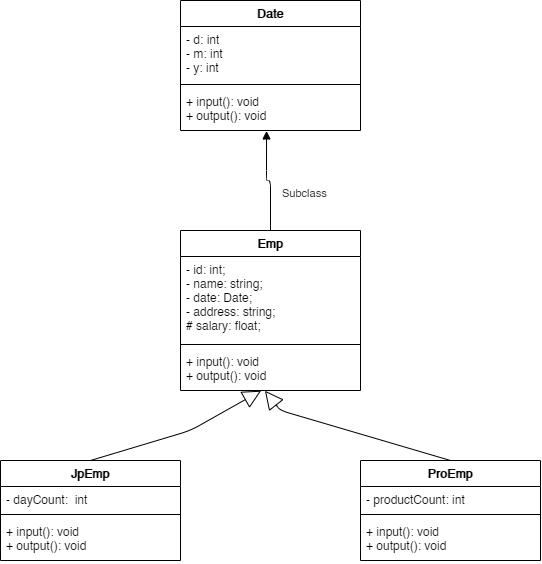 Date
- d: int
- m: int
- y: int
+ input(): void
+ output(): void
Subclass
Emp
- id: int;
- name: string;
- date: Date;
- address: string;
# salary: float;
+ input(): void
+ output(): void
JpEmp
- dayCount:  int
+ input(): void
+ output(): void
ProEmp
- productCount: int
+ input(): void
+ output(): void